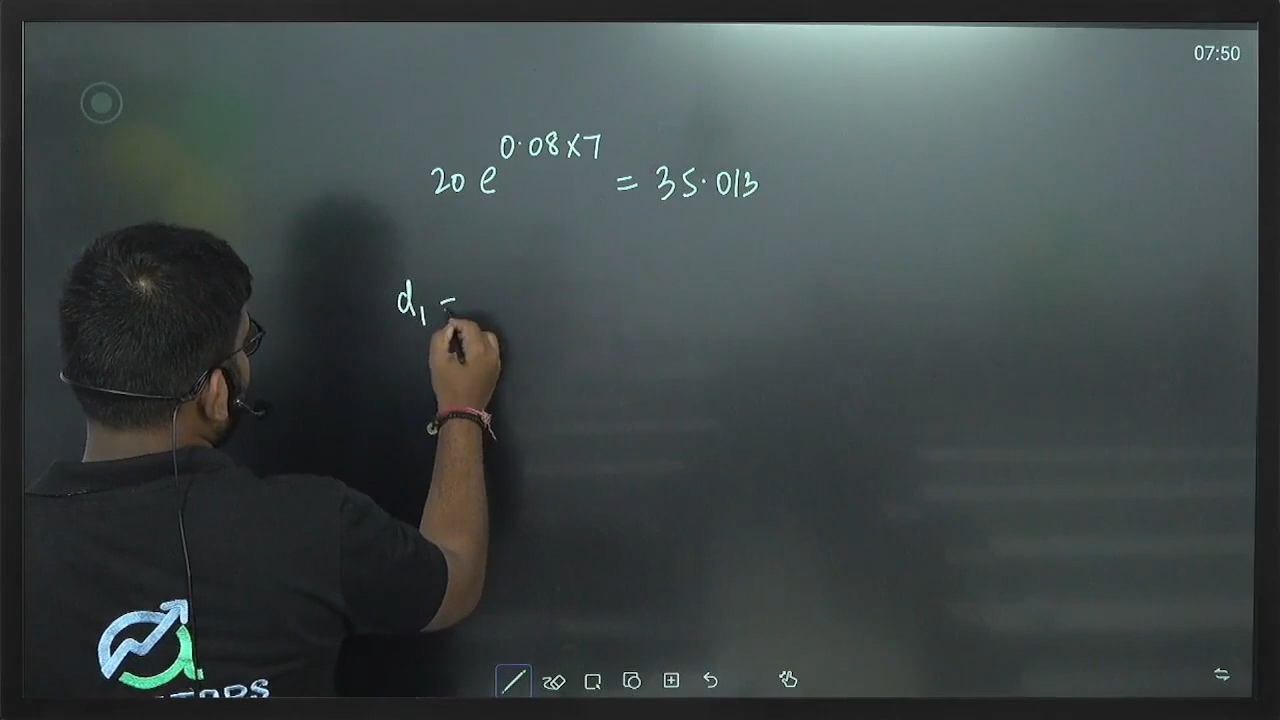 07:50
20 e^0.08×7 = 35.013
d₁ =